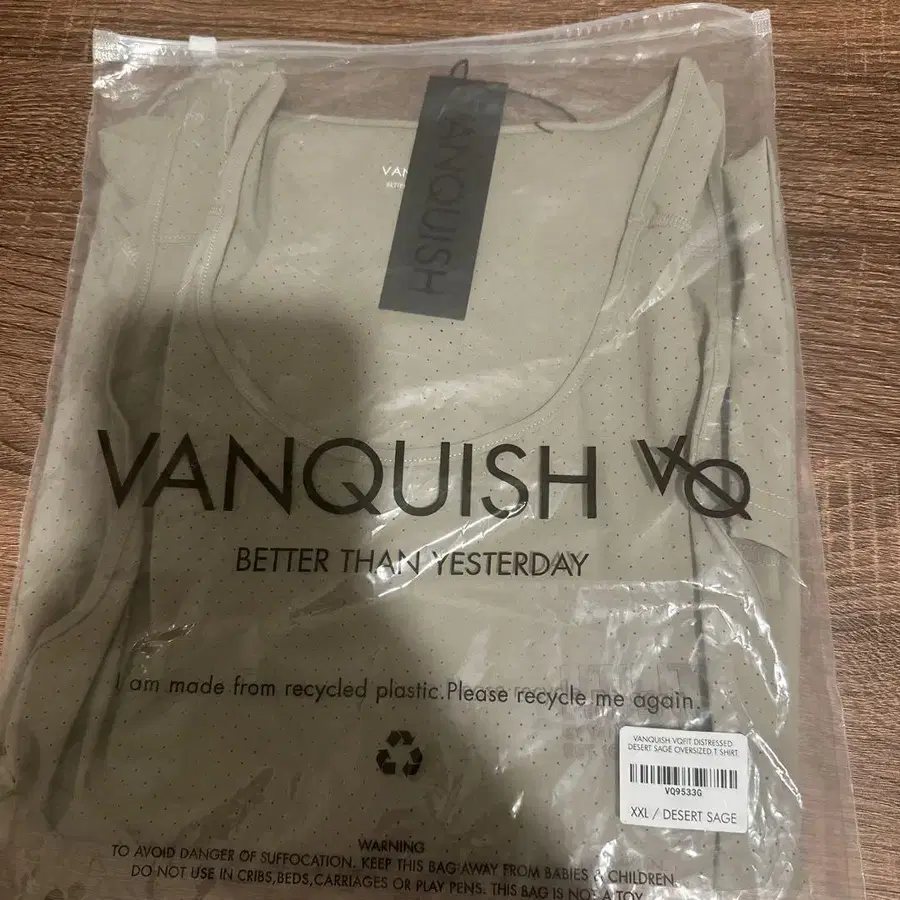 VANQUISH
VANQUISH VQ
BETTER THAN YESTERDAY
I am made from recycled plastic.Please recycle me again.
VANQUISH VQFIT DISTRESSED
DESERT SAGE OVERSIZED T SHIRT
VQ9533G
XXL / DESERT SAGE
WARNING
TO AVOID DANGER OF SUFFOCATION. KEEP THIS BAG AWAY FROM BABIES & CHILDREN.
DO NOT USE IN CRIBS,BEDS,CARRIAGES OR PLAY PENS. THIS BAG IS NOT A TOY